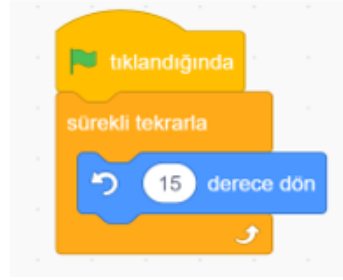 tıklandığında
sürekli tekrarla
15 derece dön